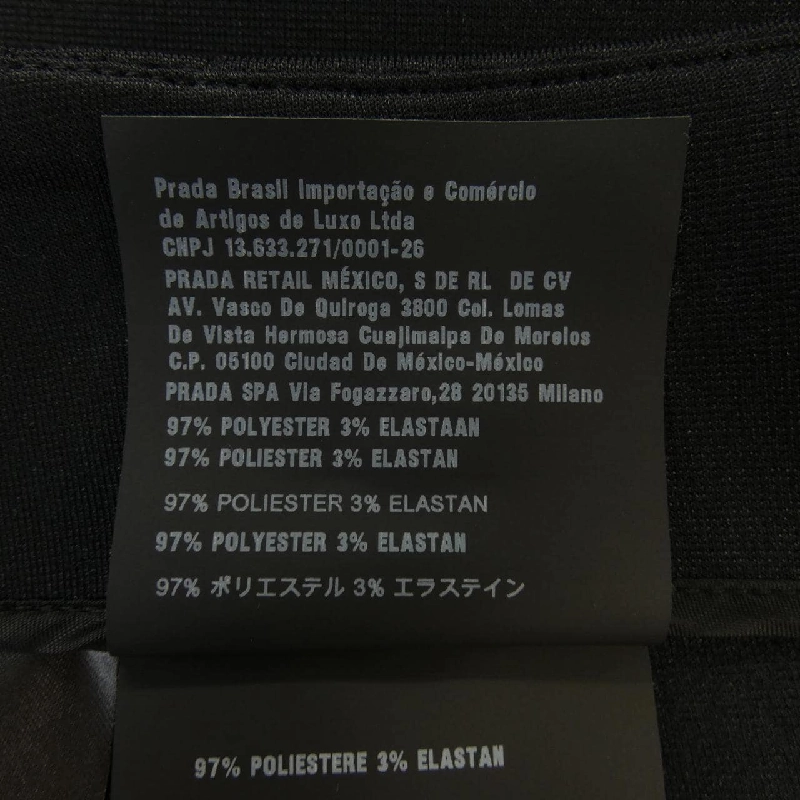 Prada Brasil Importação e Comércio
de Artigos de Luxo Ltda
CNPJ 13.633.271/0001-26
PRADA RETAIL MÉXICO, S DE RL DE CV
AV. Vasco De Quiroga 3800 Col. Lomas
De Vista Hermosa Cuajimalpa De Morelos
C.P. 05100 Ciudad De México-México
PRADA SPA Via Fogazzaro,28 20135 Milano
97% POLYESTER 3% ELASTAAN
97% POLIESTER 3% ELASTAN
97% POLIESTER 3% ELASTAN
97% POLYESTER 3% ELASTAN
97% ポリエステル 3% エラステイン
97% POLIESTERE 3% ELASTAN